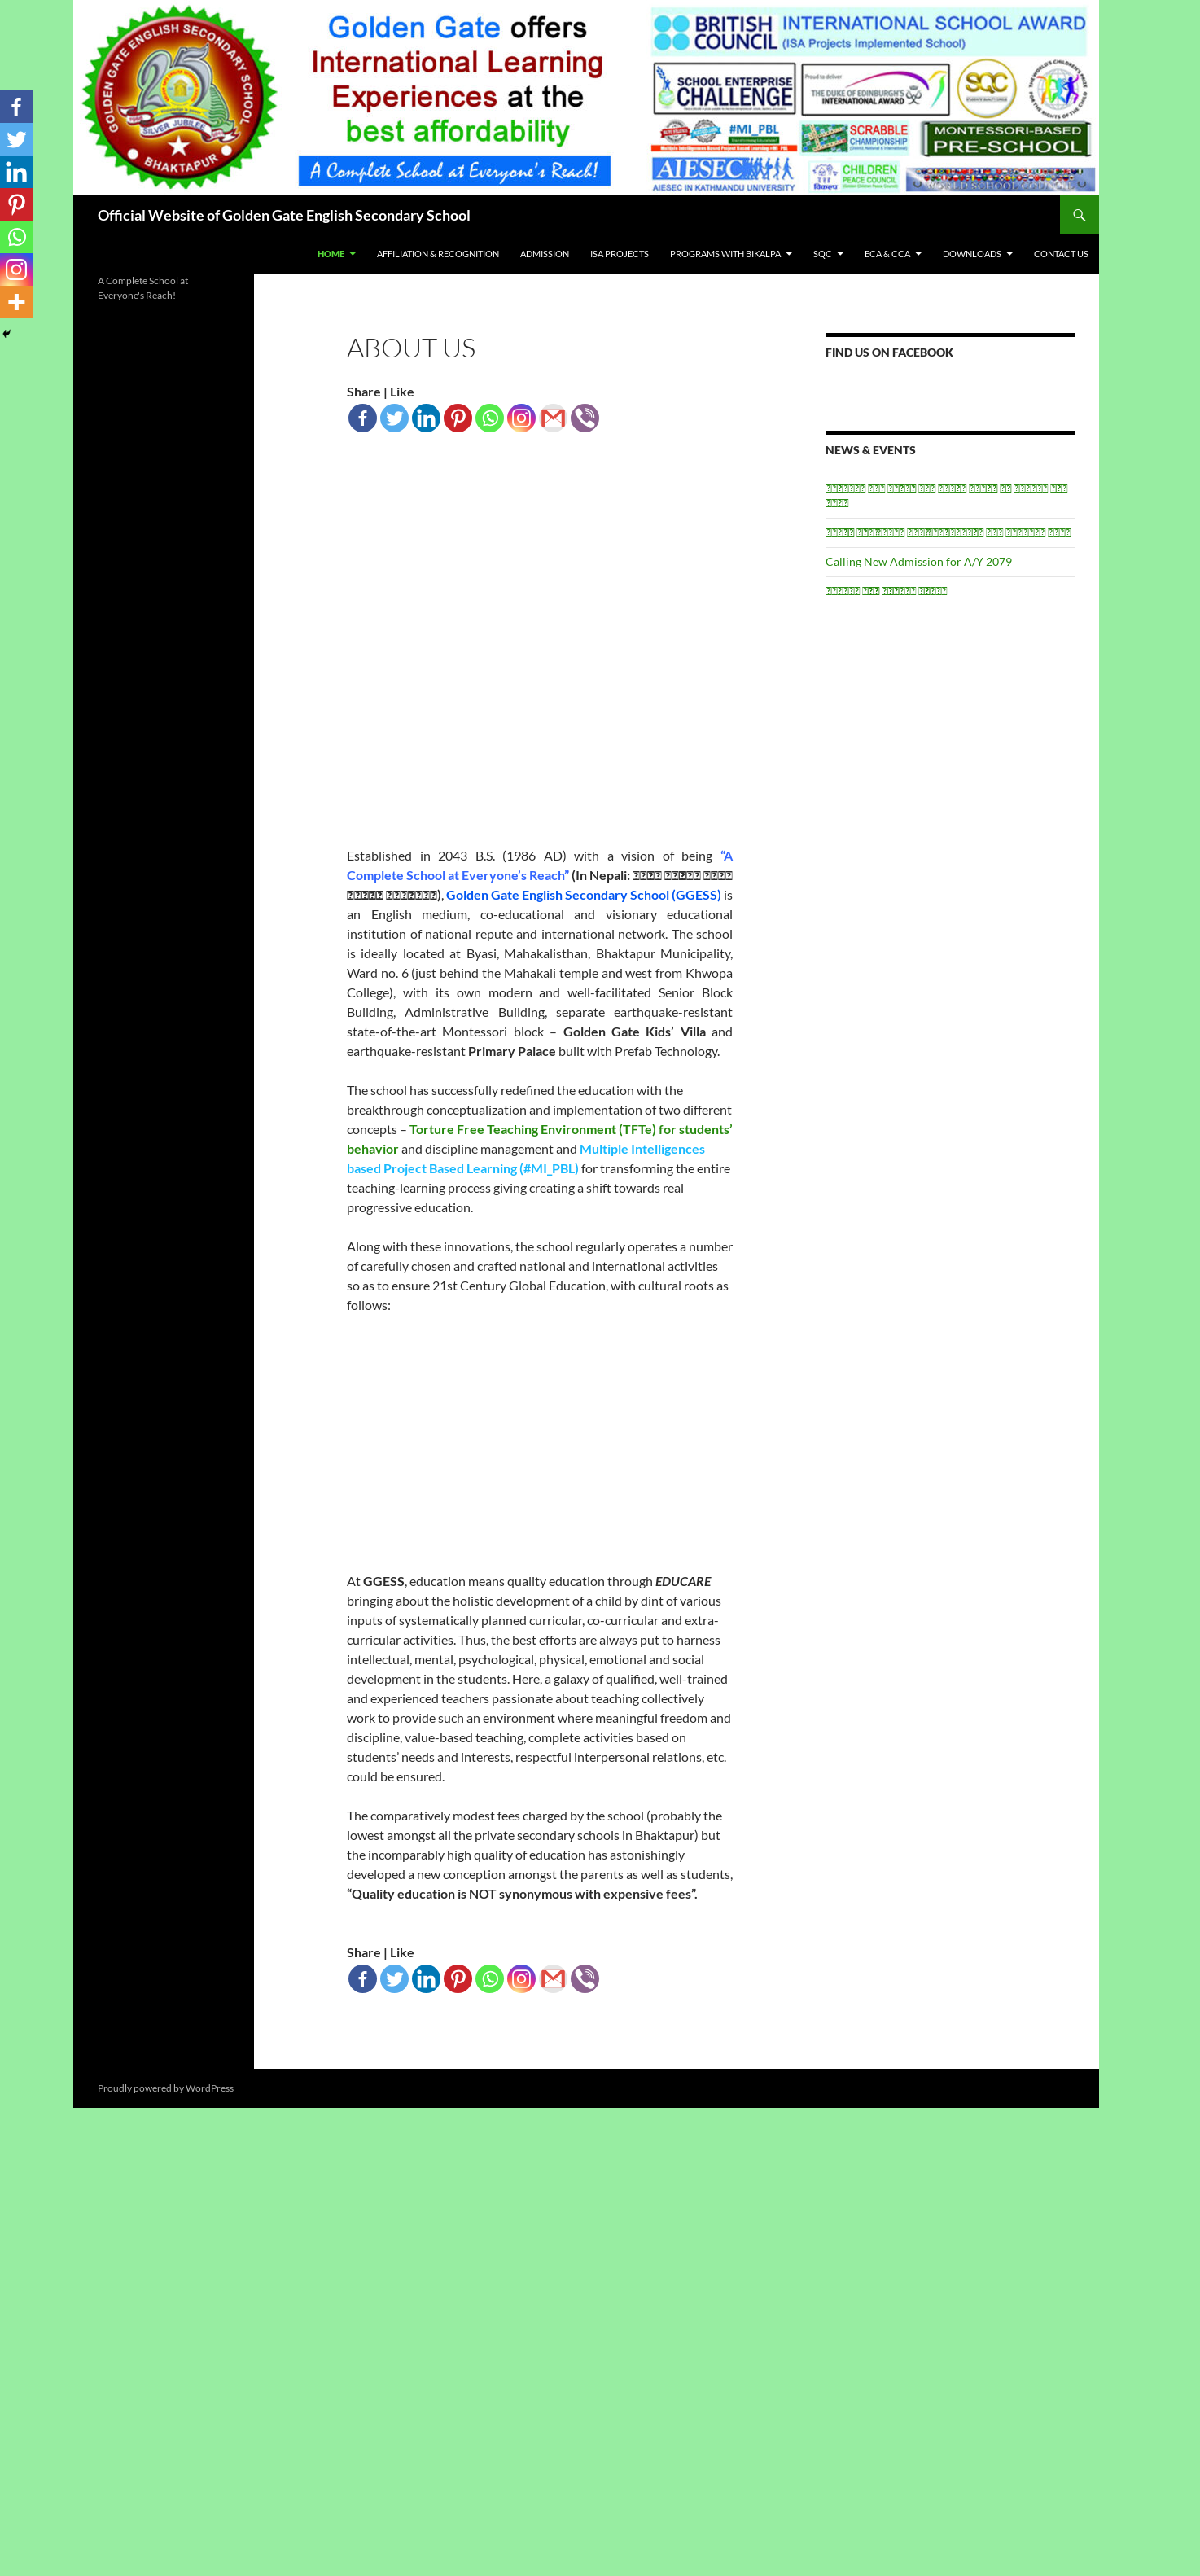 GOLDEN GATE ENGLISH SECONDARY SCHOOL
25
SILVER JUBILEE
BHAKTAPUR
Golden Gate offers
International Learning
Experiences at the
best affordability
A Complete School at Everyone's Reach!
BRITISH COUNCIL
INTERNATIONAL SCHOOL AWARD
(ISA Projects Implemented School)
SCHOOL ENTERPRISE
CHALLENGE
Proud to deliver
THE DUKE OF EDINBURGH'S
INTERNATIONAL AWARD
SQC
#MI_PBL
SCRABBLE
CHAMPIONSHIP
MONTESSORI-BASED
PRE-SCHOOL
AIESEC
AIESEC IN KATHMANDU UNIVERSITY
CHILDREN
PEACE COUNCIL
Official Website of Golden Gate English Secondary School
HOME
AFFILIATION & RECOGNITION
ADMISSION
ISA PROJECTS
PROGRAMS WITH BIKALPA
SQC
ECA & CCA
DOWNLOADS
CONTACT US
A Complete School at
Everyone's Reach!
ABOUT US
Share | Like
Established in 2043 B.S. (1986 AD) with a vision of being “A
Complete School at Everyone’s Reach” (In Nepali:
), Golden Gate English Secondary School (GGESS) is
an English medium, co-educational and visionary educational
institution of national repute and international network. The school
is ideally located at Byasi, Mahakalisthan, Bhaktapur Municipality,
Ward no. 6 (just behind the Mahakali temple and west from Khwopa
College), with its own modern and well-facilitated Senior Block
Building, Administrative Building, separate earthquake-resistant
state-of-the-art Montessori block – Golden Gate Kids’ Villa and
earthquake-resistant Primary Palace built with Prefab Technology.
The school has successfully redefined the education with the
breakthrough conceptualization and implementation of two different
concepts – Torture Free Teaching Environment (TFTe) for students’
behavior and discipline management and Multiple Intelligences
based Project Based Learning (#MI_PBL) for transforming the entire
teaching-learning process giving creating a shift towards real
progressive education.
Along with these innovations, the school regularly operates a number
of carefully chosen and crafted national and international activities
so as to ensure 21st Century Global Education, with cultural roots as
follows:
At GGESS, education means quality education through EDUCARE
bringing about the holistic development of a child by dint of various
inputs of systematically planned curricular, co-curricular and extra-
curricular activities. Thus, the best efforts are always put to harness
intellectual, mental, psychological, physical, emotional and social
development in the students. Here, a galaxy of qualified, well-trained
and experienced teachers passionate about teaching collectively
work to provide such an environment where meaningful freedom and
discipline, value-based teaching, complete activities based on
students’ needs and interests, respectful interpersonal relations, etc.
could be ensured.
The comparatively modest fees charged by the school (probably the
lowest amongst all the private secondary schools in Bhaktapur) but
the incomparably high quality of education has astonishingly
developed a new conception amongst the parents as well as students,
“Quality education is NOT synonymous with expensive fees”.
Share | Like
FIND US ON FACEBOOK
NEWS & EVENTS
Calling New Admission for A/Y 2079
Proudly powered by WordPress